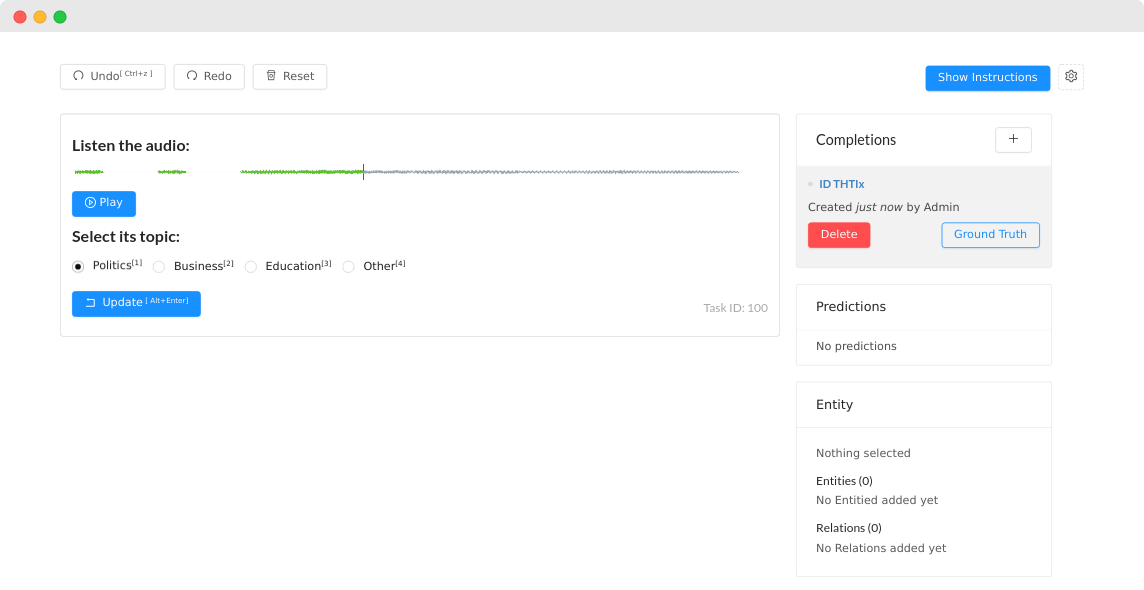 Undo[ Ctrl+z ] Redo Reset Show Instructions
Listen the audio:
Play
Select its topic:
Politics[1] Business[2] Education[3] Other[4]
Update [ Alt+Enter]
Task ID: 100
Completions +
ID THTIx
Created just now by Admin
Delete Ground Truth
Predictions
No predictions
Entity
Nothing selected
Entities (0)
No Entitied added yet
Relations (0)
No Relations added yet